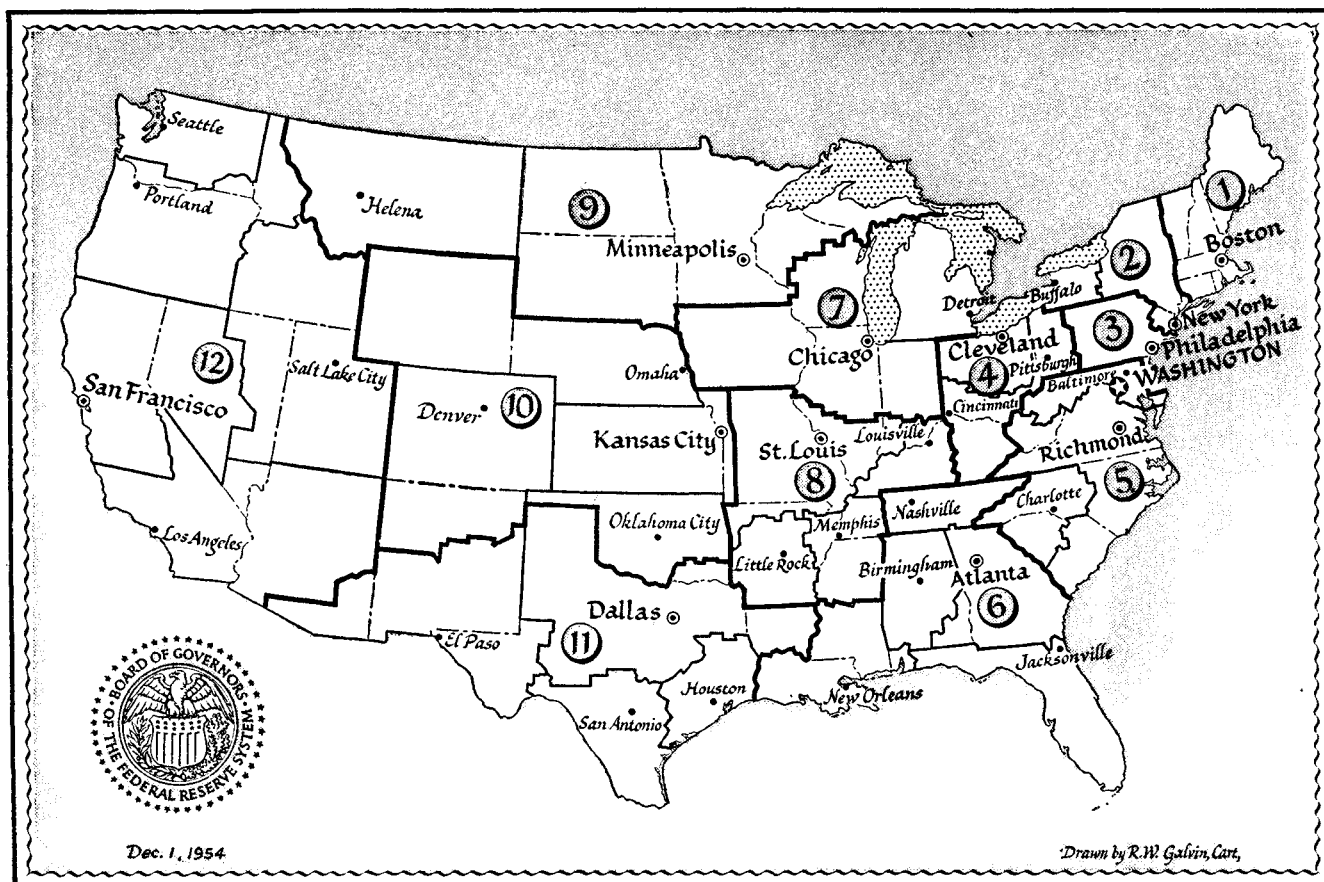 Seattle
Portland
Helena
9
Minneapolis
1
Boston
2
Buffalo
Detroit
7
Chicago
New York
3
Philadelphia
Cleveland
Pittsburgh
WASHINGTON
Baltimore
4
Cincinnati
12
San Francisco
Salt Lake City
Omaha
Denver
10
Kansas City
St. Louis
Louisville
8
Richmond
5
Charlotte
Nashville
Memphis
Oklahoma City
Little Rock
Birmingham
Atlanta
6
Los Angeles
Dallas
11
El Paso
Houston
San Antonio
New Orleans
Jacksonville
BOARD OF GOVERNORS
OF THE FEDERAL RESERVE SYSTEM
Dec. 1, 1954
Drawn by R.W. Galvin, Cart,